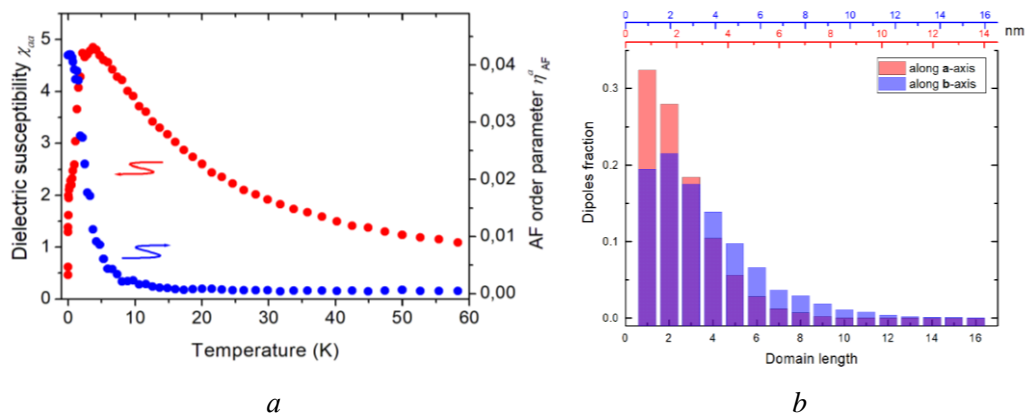 Dielectric susceptibility χaa
5
4
3
2
1
0
0,04
0,03
0,02
0,01
0,00
AF order parameter ηᵃAF
0 10 20 30 40 50 60
Temperature (K)
a
0 2 4 6 8 10 12 14 16
0 2 4 6 8 10 12 14
nm
along a-axis
along b-axis
Dipoles fraction
0.3
0.2
0.1
0.0
0 2 4 6 8 10 12 14 16
Domain length
b